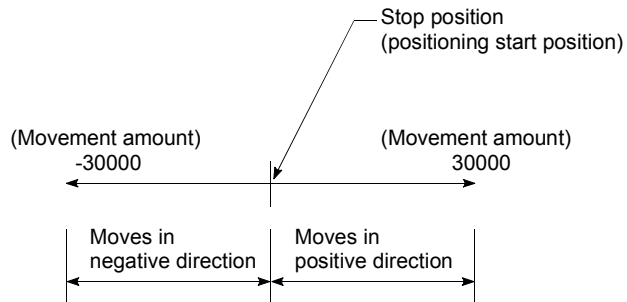 Stop position
(positioning start position)
(Movement amount)
-30000
(Movement amount)
30000
Moves in
negative direction
Moves in
positive direction